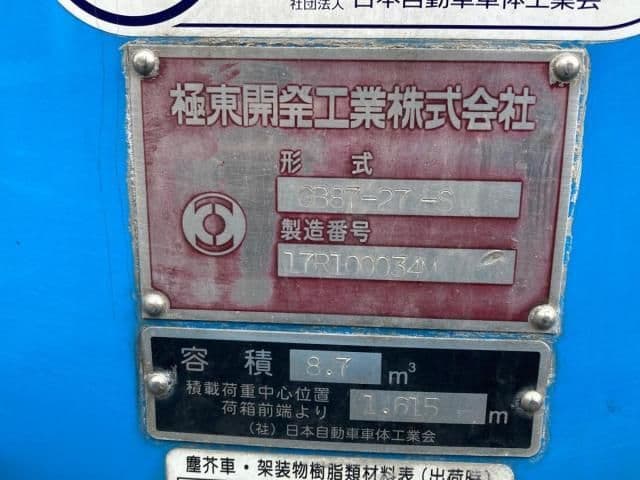 社団法人 日本自動車車体工業会
極東開発工業株式会社
形式
GB87-27 -S
製造番号
17R100034M
容積 8.7 m³
積載荷重中心位置
荷箱前端より 1.615 m
(社)日本自動車車体工業会
塵芥車・架装物樹脂類材料表(出荷時)